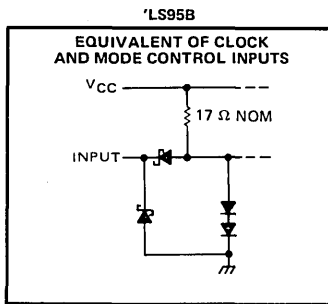 'LS95B
EQUIVALENT OF CLOCK
AND MODE CONTROL INPUTS
VCC
17 Ω NOM
INPUT